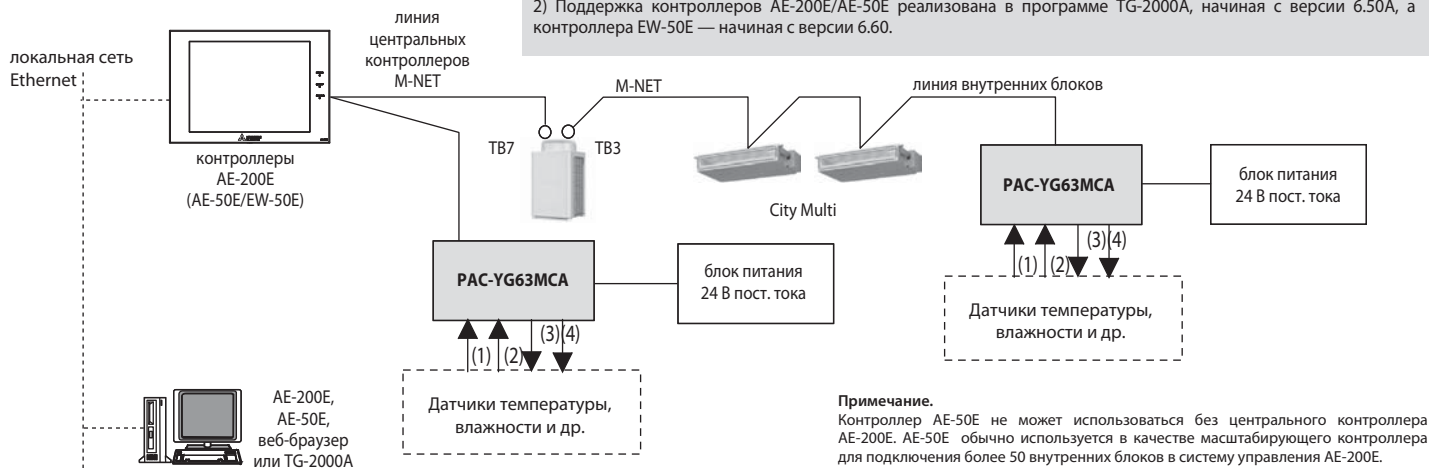 2) Поддержка контроллеров AE-200E/AE-50E реализована в программе TG-2000A, начиная с версии 6.50A, а
контроллера EW-50E — начиная с версии 6.60.
локальная сеть
Ethernet
линия
центральных
контроллеров
M-NET
M-NET
линия внутренних блоков
контроллеры
AE-200E
(AE-50E/EW-50E)
TB7
TB3
City Multi
PAC-YG63MCA
блок питания
24 В пост. тока
(1)
(2)
(3)
(4)
Датчики температуры,
влажности и др.
PAC-YG63MCA
блок питания
24 В пост. тока
(1)
(2)
(3)
(4)
Датчики температуры,
влажности и др.
AE-200E,
AE-50E,
веб-браузер
или TG-2000A
Примечание.
Контроллер AE-50E не может использоваться без центрального контроллера
AE-200E. AE-50E обычно используется в качестве масштабирующего контроллера
для подключения более 50 внутренних блоков в систему управления AE-200E.